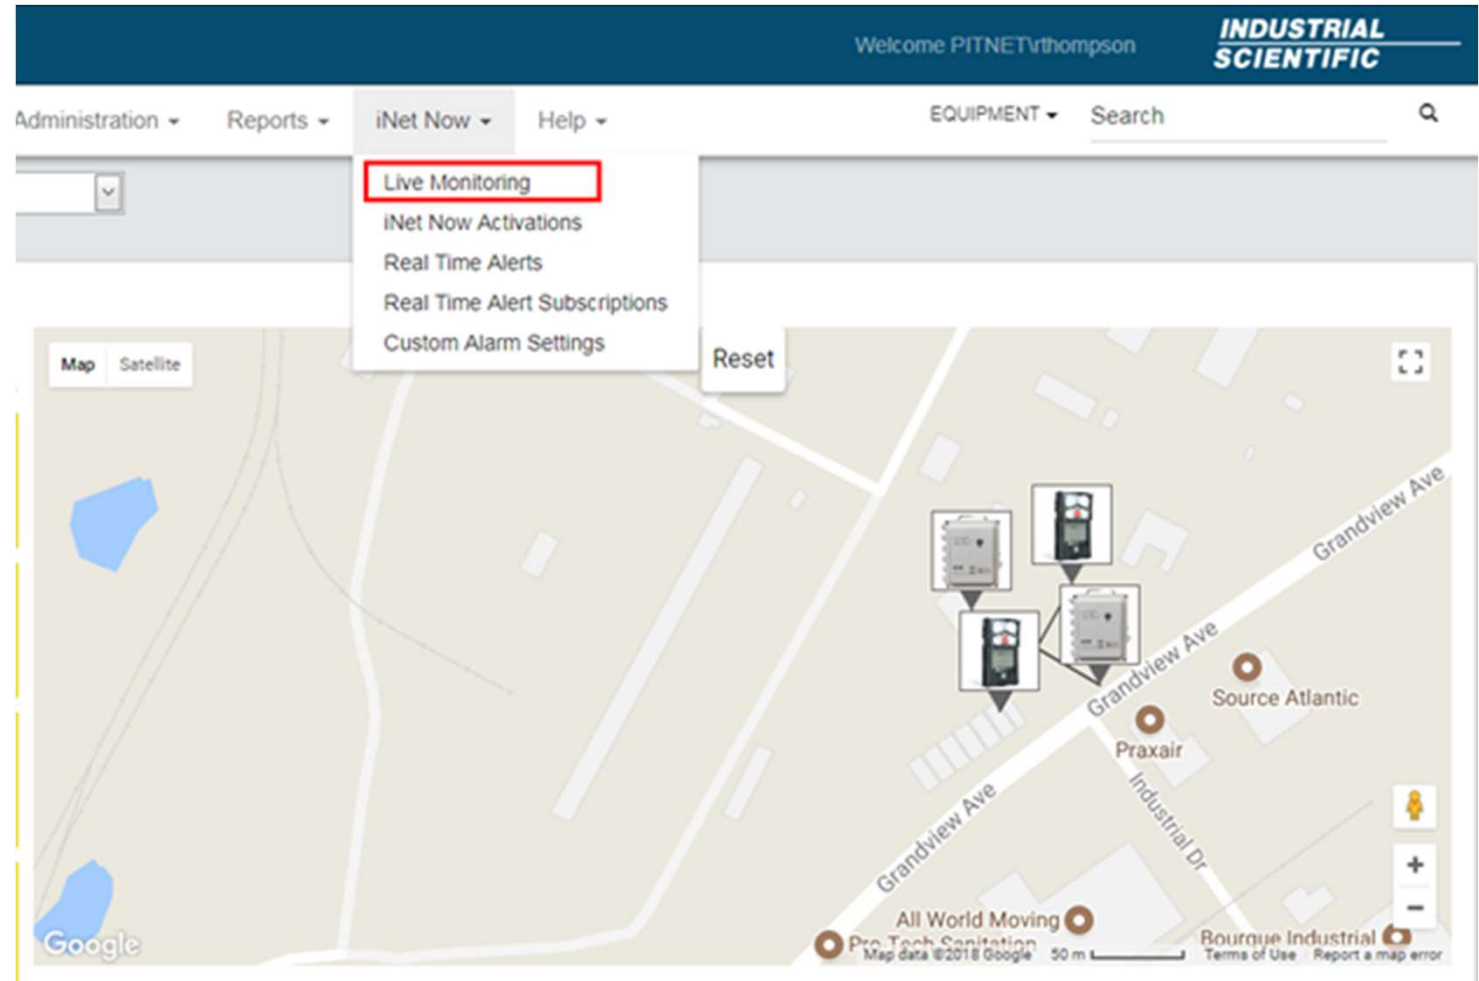 Welcome PITNET\rthompson
INDUSTRIAL
SCIENTIFIC
Administration
Reports
iNet Now
Help
EQUIPMENT
Search
Live Monitoring
iNet Now Activations
Real Time Alerts
Real Time Alert Subscriptions
Custom Alarm Settings
Map
Satellite
Reset
Grandview Ave
Grandview Ave
Source Atlantic
Praxair
Industrial Dr
Grandview Ave
All World Moving
Pro Tech Sanitation
Bourque Industrial
Google
Map data ©2018 Google
50 m
Terms of Use
Report a map error